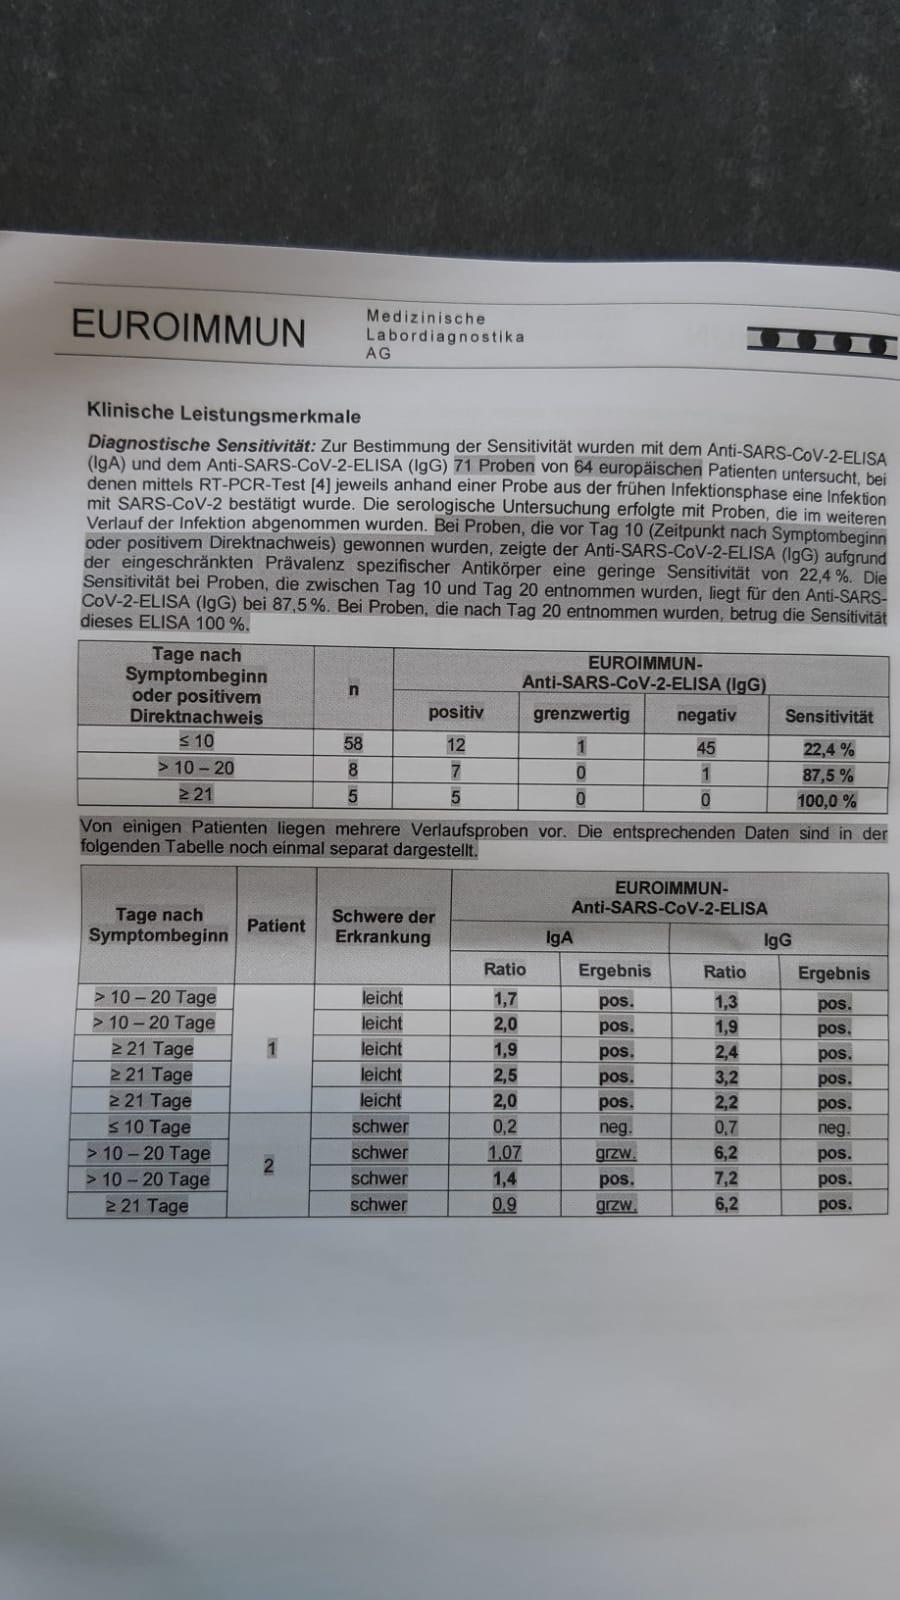 EUROIMMUN
Medizinische
Labordiagnostika
AG
Klinische Leistungsmerkmale
Diagnostische Sensitivität: Zur Bestimmung der Sensitivität wurden mit dem Anti-SARS-CoV-2-ELISA
(IgA) und dem Anti-SARS-CoV-2-ELISA (IgG) 71 Proben von 64 europäischen Patienten untersucht, bei
denen mittels RT-PCR-Test [4] jeweils anhand einer Probe aus der frühen Infektionsphase eine Infektion
mit SARS-CoV-2 bestätigt wurde. Die serologische Untersuchung erfolgte mit Proben, die im weiteren
Verlauf der Infektion abgenommen wurden. Bei Proben, die vor Tag 10 (Zeitpunkt nach Symptombeginn
oder positivem Direktnachweis) gewonnen wurden, zeigte der Anti-SARS-CoV-2-ELISA (IgG) aufgrund
der eingeschränkten Prävalenz spezifischer Antikörper eine geringe Sensitivität von 22,4 %. Die
Sensitivität bei Proben, die zwischen Tag 10 und Tag 20 entnommen wurden, liegt für den Anti-SARS-
CoV-2-ELISA (IgG) bei 87,5 %. Bei Proben, die nach Tag 20 entnommen wurden, betrug die Sensitivität
dieses ELISA 100 %.
Tage nach
Symptombeginn
oder positivem
Direktnachweis
n
EUROIMMUN-
Anti-SARS-CoV-2-ELISA (IgG)
positiv grenzwertig negativ Sensitivität
≤ 10 58 12 1 45 22,4 %
> 10 – 20 8 7 0 1 87,5 %
≥ 21 5 5 0 0 100,0 %
Von einigen Patienten liegen mehrere Verlaufsproben vor. Die entsprechenden Daten sind in der
folgenden Tabelle noch einmal separat dargestellt.
Tage nach
Symptombeginn
Patient
Schwere der
Erkrankung
EUROIMMUN-
Anti-SARS-CoV-2-ELISA
IgA IgG
Ratio Ergebnis Ratio Ergebnis
> 10 – 20 Tage leicht 1,7 pos. 1,3 pos.
> 10 – 20 Tage leicht 2,0 pos. 1,9 pos.
≥ 21 Tage 1 leicht 1,9 pos. 2,4 pos.
≥ 21 Tage leicht 2,5 pos. 3,2 pos.
≥ 21 Tage leicht 2,0 pos. 2,2 pos.
≤ 10 Tage schwer 0,2 neg. 0,7 neg.
> 10 – 20 Tage 2 schwer 1,07 grzw. 6,2 pos.
> 10 – 20 Tage schwer 1,4 pos. 7,2 pos.
≥ 21 Tage schwer 0,9 grzw. 6,2 pos.